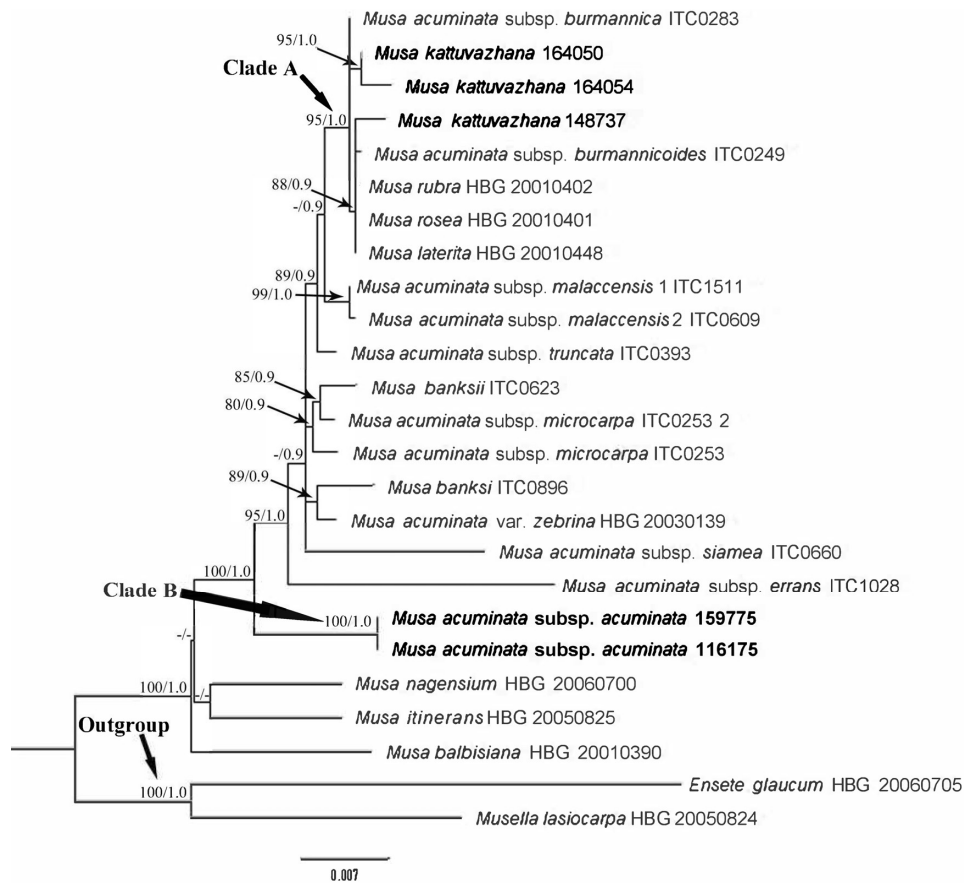 Musa acuminata subsp. burmannica ITC0283
95/1.0
Musa kattuvazhana 164050
Clade A
Musa kattuvazhana 164054
95/1.0
Musa kattuvazhana 148737
Musa acuminata subsp. burmannicoides ITC0249
88/0.9
Musa rubra HBG 20010402
-/0.9
Musa rosea HBG 20010401
Musa laterita HBG 20010448
89/0.9
99/1.0
Musa acuminata subsp. malaccensis 1 ITC1511
Musa acuminata subsp. malaccensis 2 ITC0609
Musa acuminata subsp. truncata ITC0393
85/0.9
Musa banksii ITC0623
80/0.9
Musa acuminata subsp. microcarpa ITC0253 2
-/0.9
Musa acuminata subsp. microcarpa ITC0253
89/0.9
Musa banksi ITC0896
95/1.0
Musa acuminata var. zebrina HBG 20030139
Musa acuminata subsp. siamea ITC0660
100/1.0
Musa acuminata subsp. errans ITC1028
Clade B
100/1.0
Musa acuminata subsp. acuminata 159775
-/-
Musa acuminata subsp. acuminata 116175
100/1.0
-/-
Musa nagensium HBG 20060700
Outgroup
Musa itinerans HBG 20050825
Musa balbisiana HBG 20010390
100/1.0
Ensete glaucum HBG 20060705
Musella lasiocarpa HBG 20050824
0.007